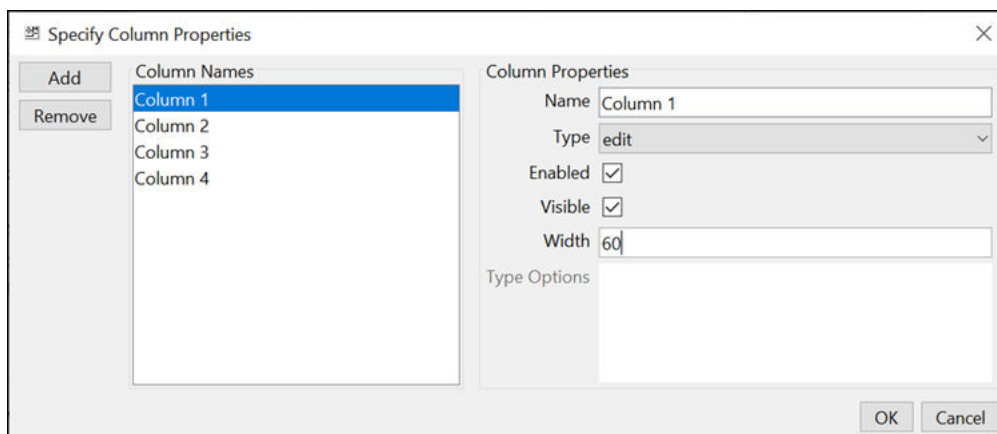 Specify Column Properties
Add
Remove
Column Names
Column 1
Column 2
Column 3
Column 4
Column Properties
Name Column 1
Type edit
Enabled
Visible
Width 60
Type Options
OK Cancel